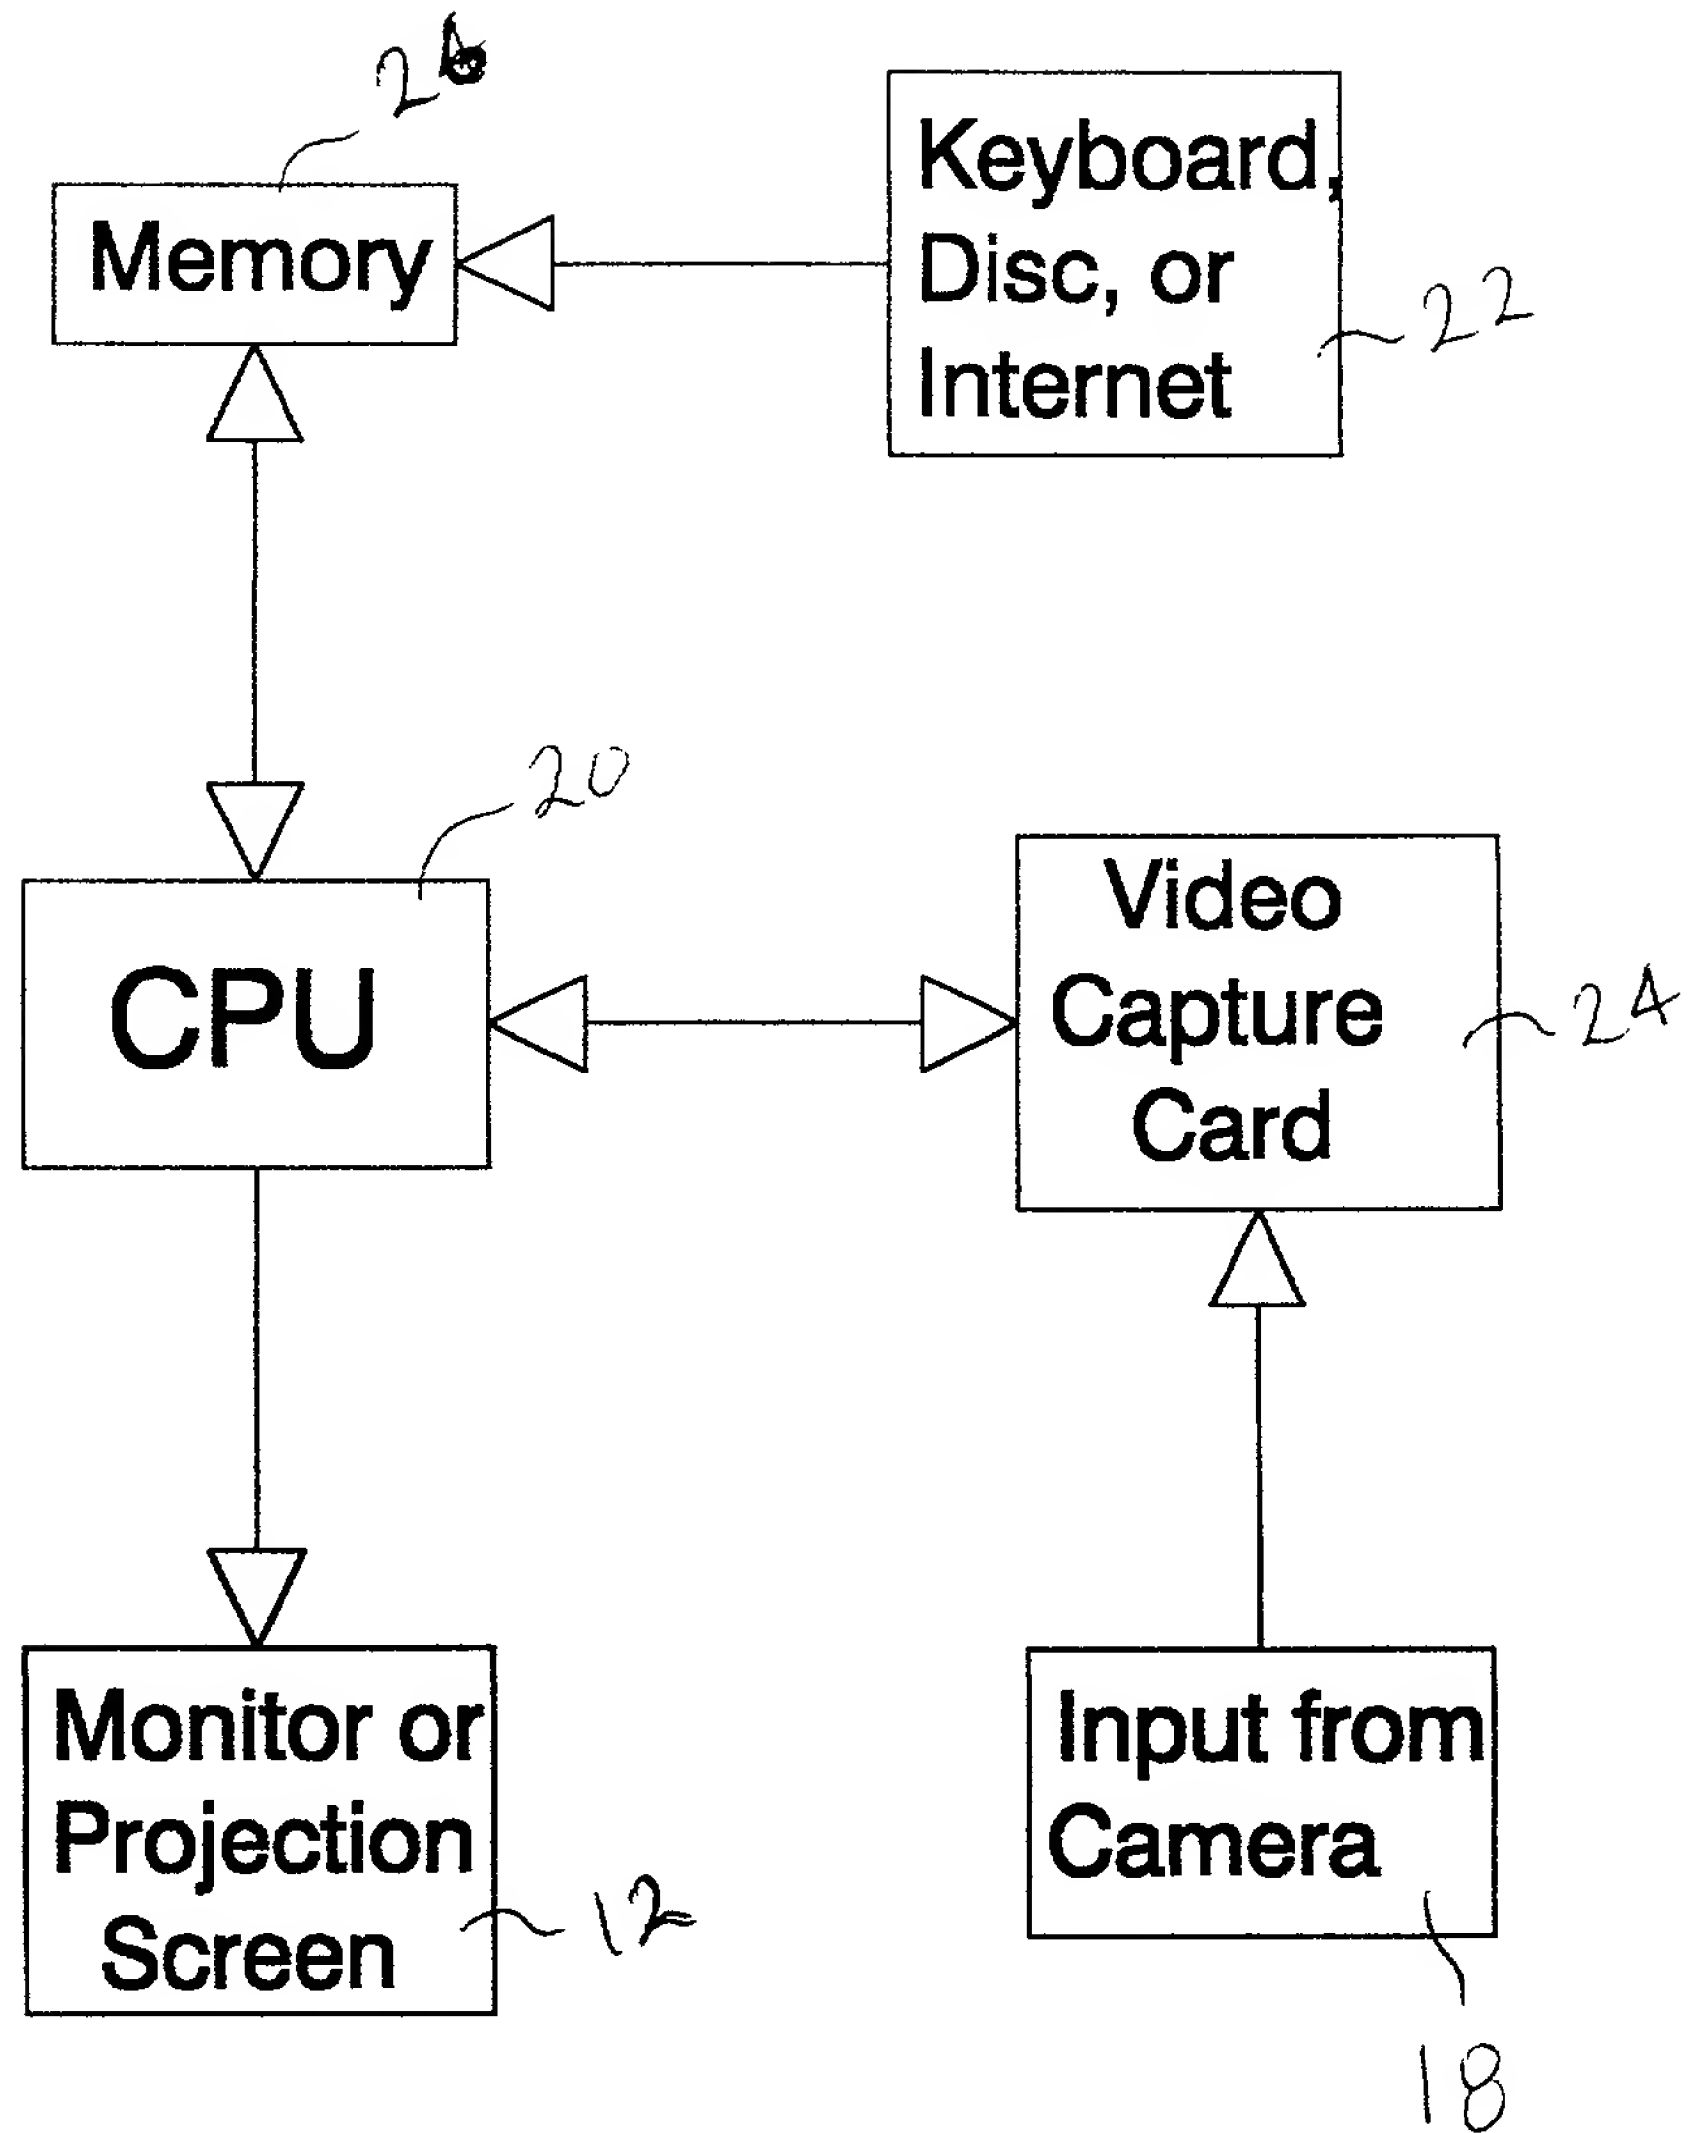 26
Memory
Keyboard,
Disc, or
Internet
22
20
CPU
Video
Capture
Card
24
Monitor or
Projection
Screen
12
Input from
Camera
18